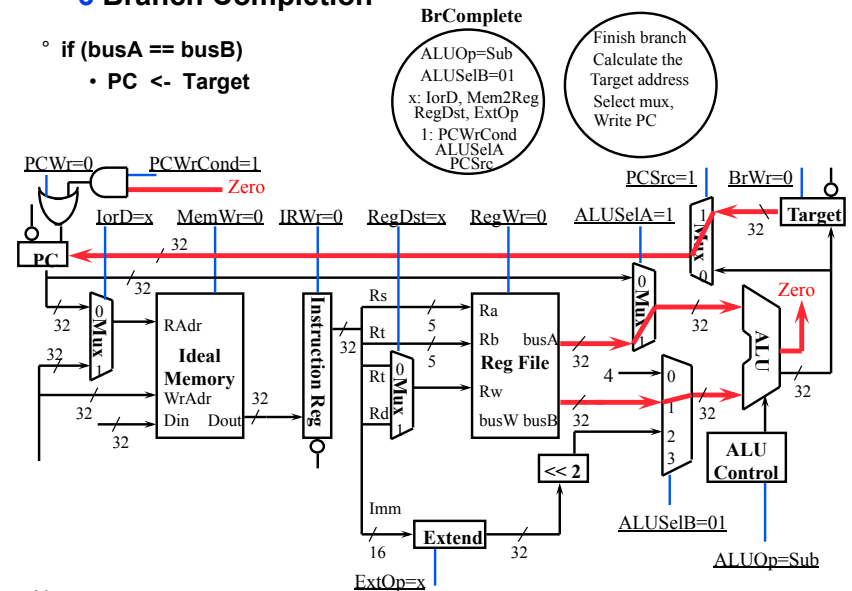 Branch Completion
BrComplete
° if (busA == busB)
• PC <- Target
ALUOp=Sub
ALUSelB=01
x: IorD, Mem2Reg
RegDst, ExtOp
1: PCWrCond
ALUSelA
PCSrc
Finish branch
Calculate the
Target address
Select mux,
Write PC
PCWr=0
PCWrCond=1
Zero
PCSrc=1
BrWr=0
IorD=x
MemWr=0
IRWr=0
RegDst=x
RegWr=0
ALUSelA=1
1
Mux
0
32
Target
PC
32
32
32
32
0
Mux
1
RAdr
Ideal
Memory
WrAdr
Din
Dout
32
32
32
Instruction Reg
32
Rs
Rt
5
5
Rt
Rd
0
Mux
1
Ra
Rb
busA
Reg File
Rw
busW
busB
32
32
0
Mux
1
32
4
0
1
2
3
32
ALU
Zero
32
<< 2
ALU
Control
Imm
16
Extend
32
ALUSelB=01
ALUOp=Sub
ExtOp=x